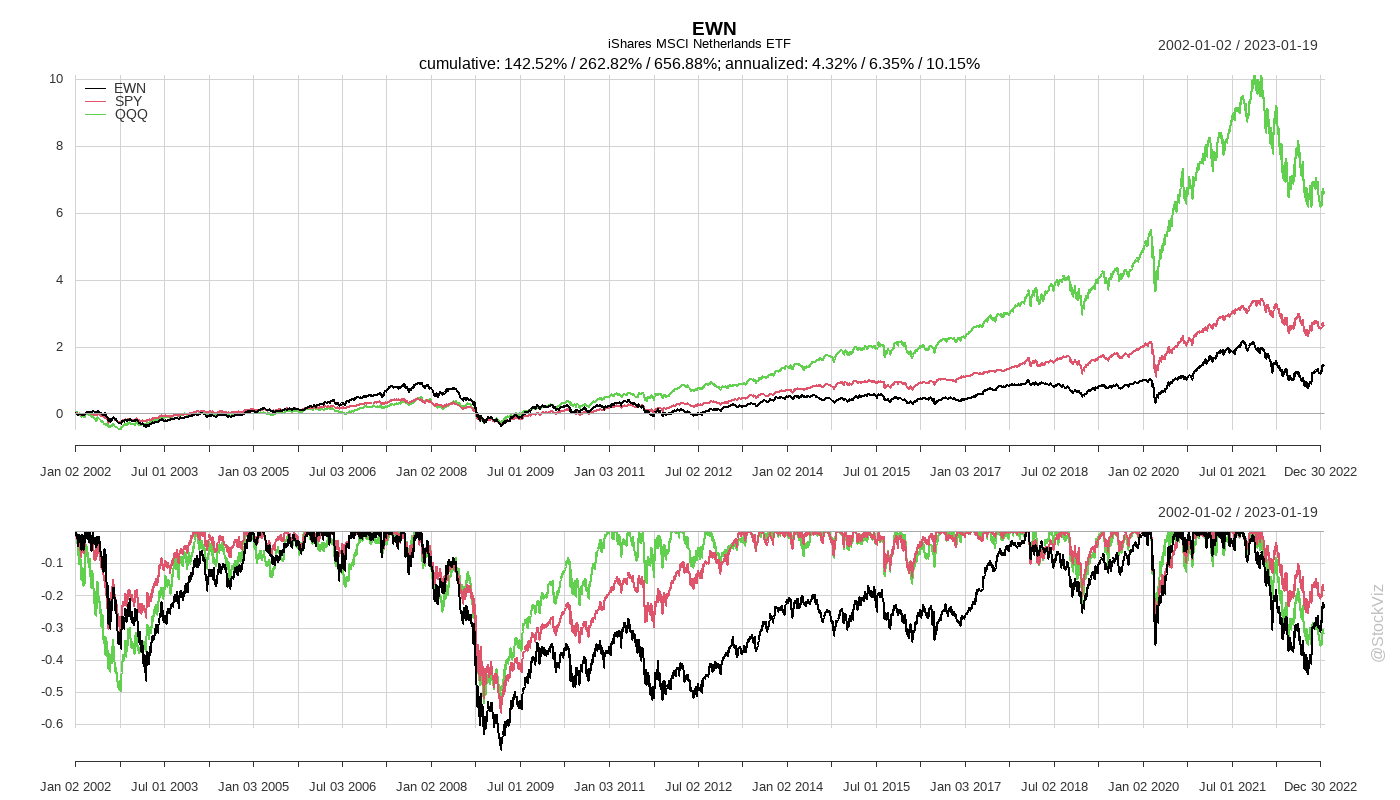 EWN
iShares MSCI Netherlands ETF
2002-01-02 / 2023-01-19
cumulative: 142.52% / 262.82% / 656.88%; annualized: 4.32% / 6.35% / 10.15%
10
8
6
4
2
0
EWN
SPY
QQQ
Jan 02 2002 Jul 01 2003 Jan 03 2005 Jul 03 2006 Jan 02 2008 Jul 01 2009 Jan 03 2011 Jul 02 2012 Jan 02 2014 Jul 01 2015 Jan 03 2017 Jul 02 2018 Jan 02 2020 Jul 01 2021 Dec 30 2022
2002-01-02 / 2023-01-19
-0.1
-0.2
-0.3
-0.4
-0.5
-0.6
Jan 02 2002 Jul 01 2003 Jan 03 2005 Jul 03 2006 Jan 02 2008 Jul 01 2009 Jan 03 2011 Jul 02 2012 Jan 02 2014 Jul 01 2015 Jan 03 2017 Jul 02 2018 Jan 02 2020 Jul 01 2021 Dec 30 2022
@StockViz